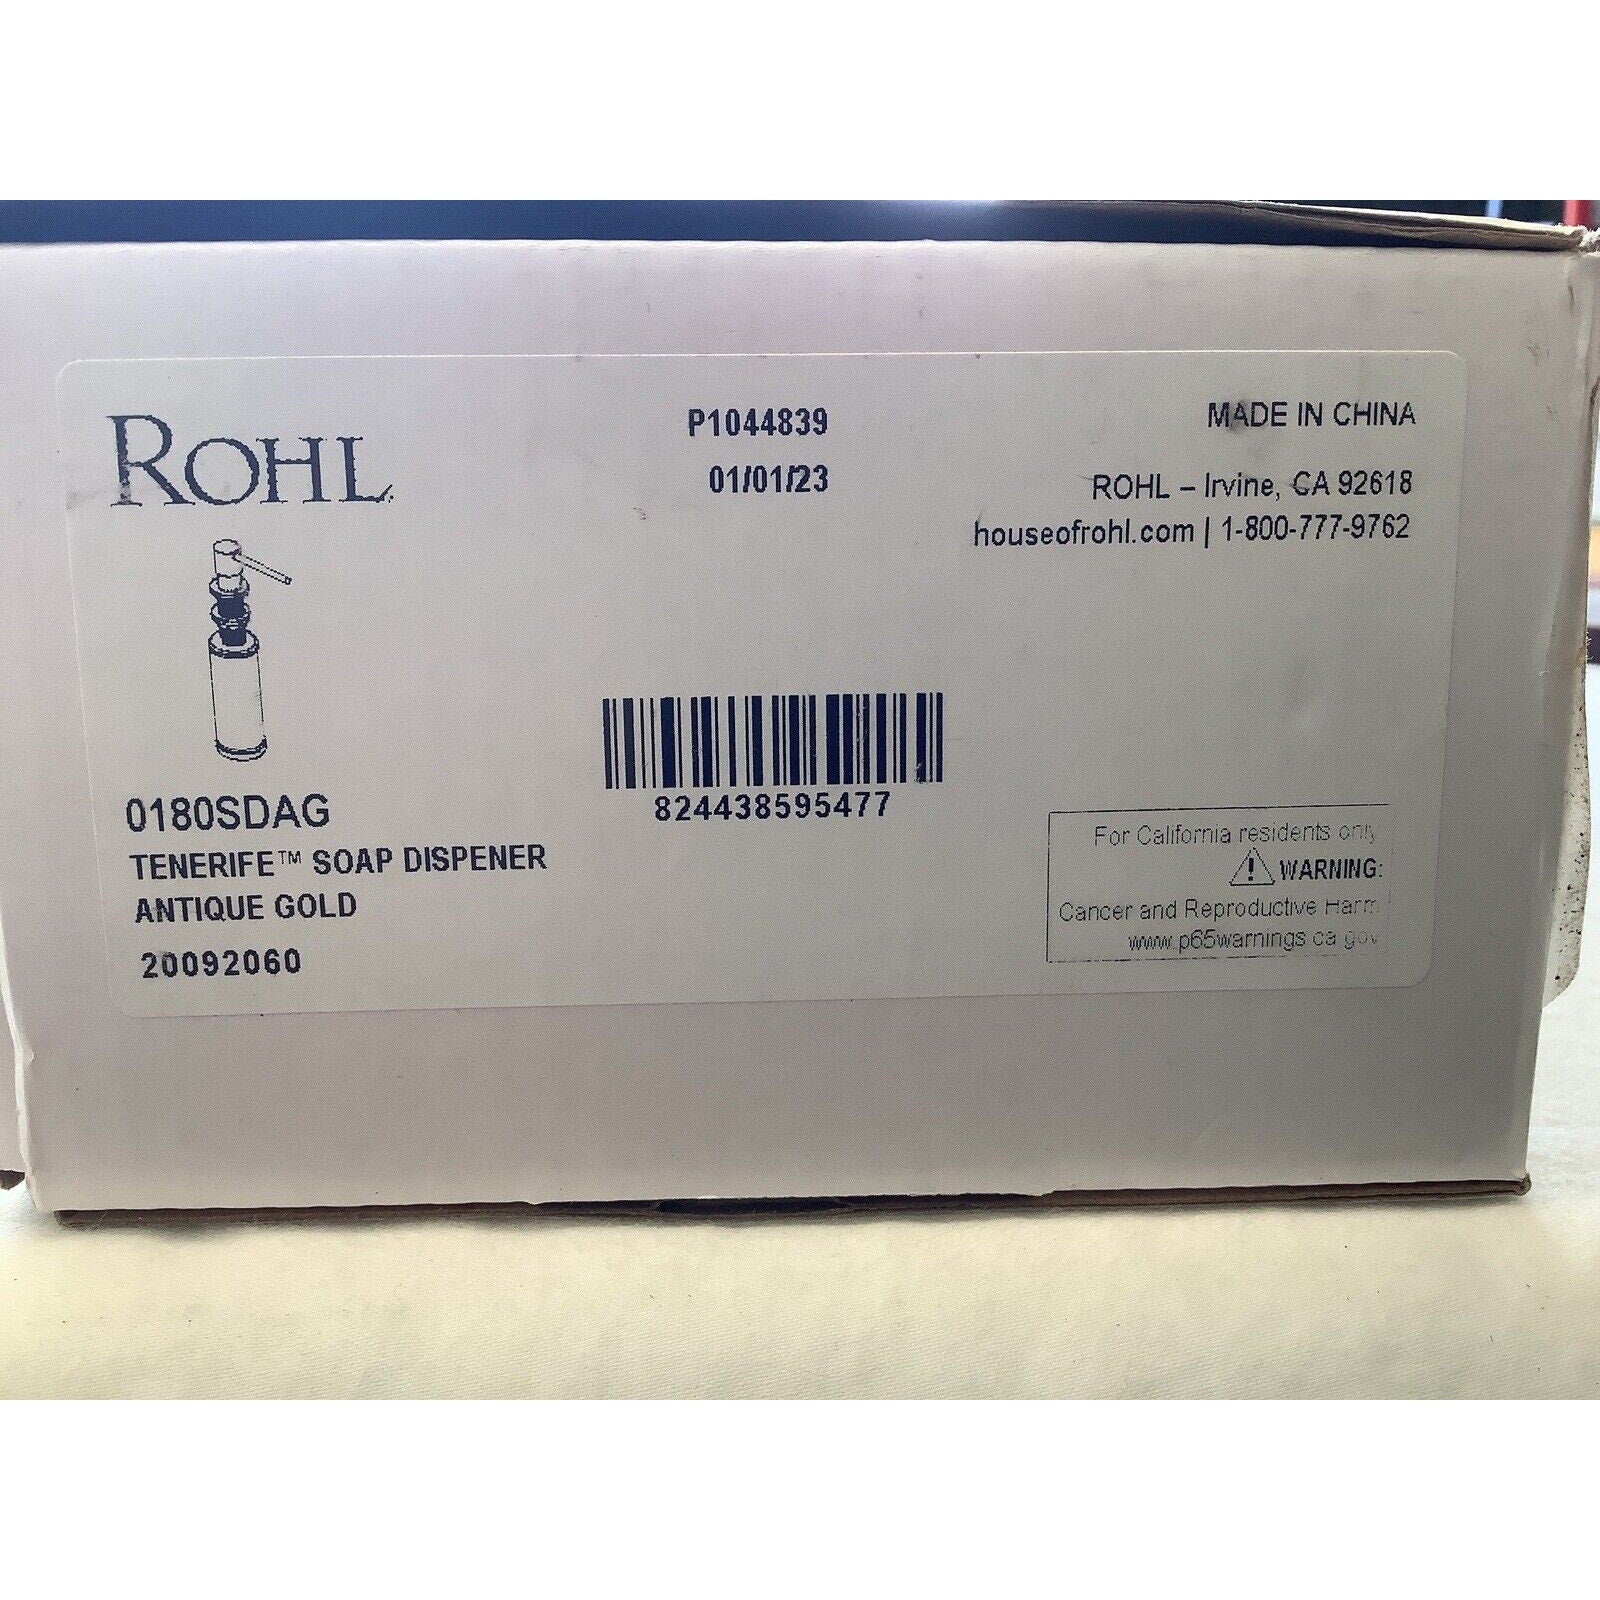 ROHL
P1044839
01/01/23
MADE IN CHINA
ROHL – Irvine, CA 92618
houseofrohl.com | 1-800-777-9762
0180SDAG
TENERIFE™ SOAP DISPENER
ANTIQUE GOLD
20092060
824438595477
For California residents only
⚠ WARNING:
Cancer and Reproductive Harm
www.p65warnings.ca.gov